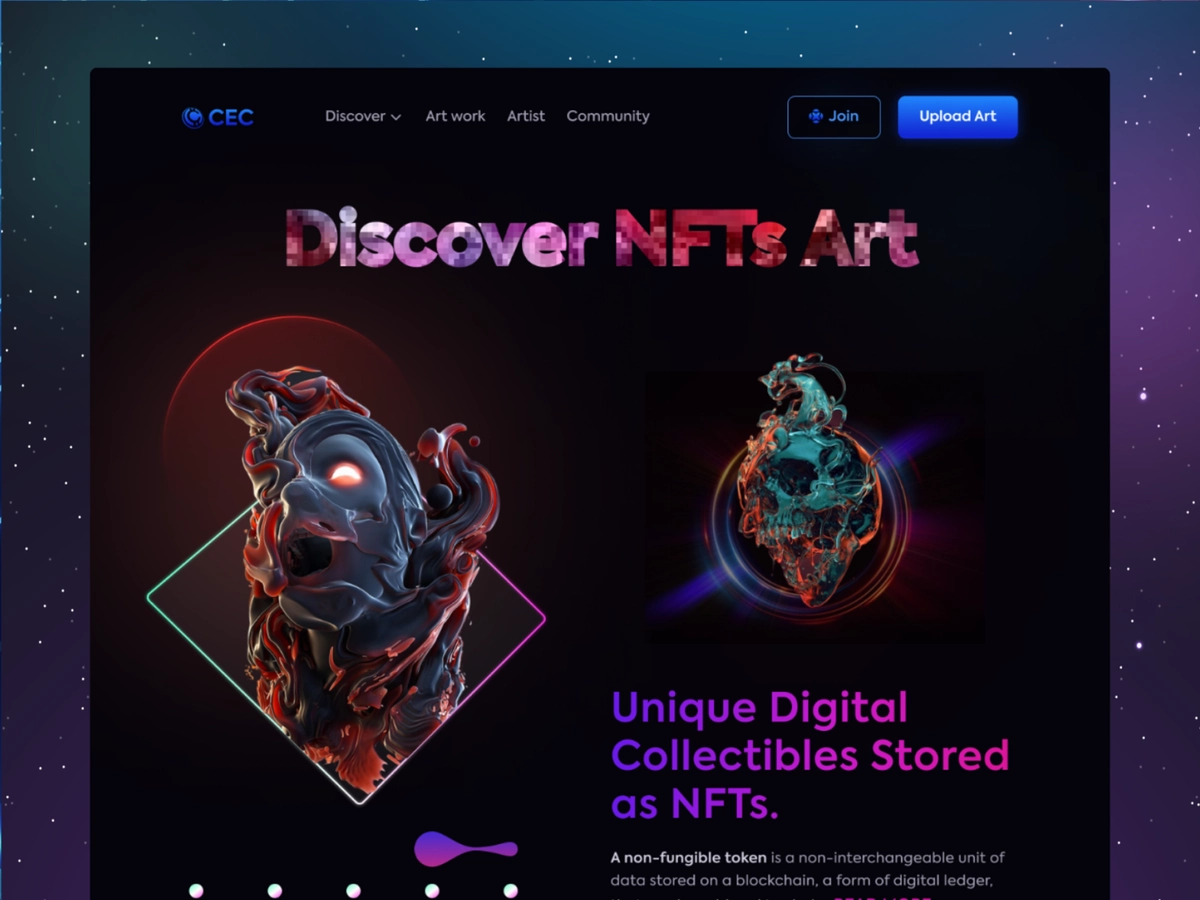 CEC
Discover
Art work
Artist
Community
Join
Upload Art
Discover NFTs Art
Unique Digital
Collectibles Stored
as NFTs.
A non-fungible token is a non-interchangeable unit of
data stored on a blockchain, a form of digital ledger,